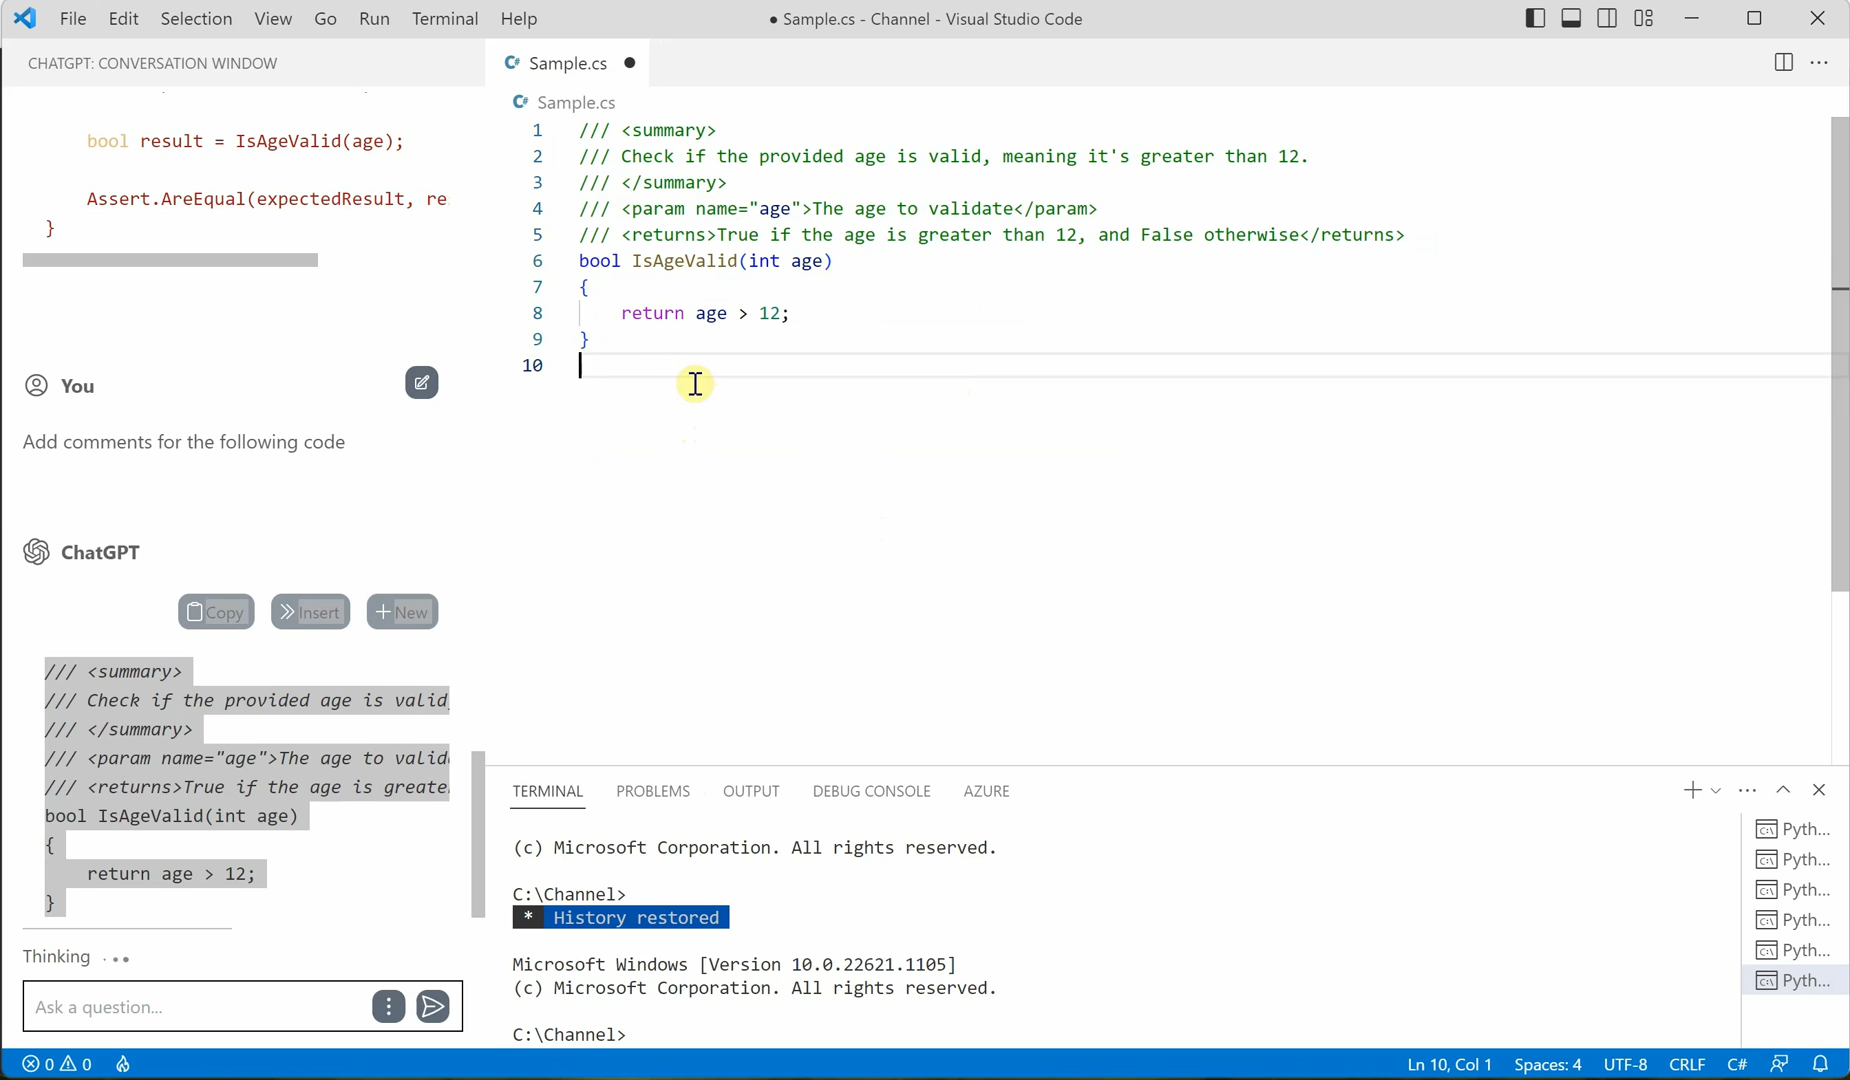 File Edit Selection View Go Run Terminal Help
● Sample.cs - Channel - Visual Studio Code
CHATGPT: CONVERSATION WINDOW
bool result = IsAgeValid(age);
Assert.AreEqual(expectedResult, re
}
You
Add comments for the following code
ChatGPT
Copy Insert New
/// <summary>
/// Check if the provided age is valid
/// </summary>
/// <param name="age">The age to valid
/// <returns>True if the age is greate
bool IsAgeValid(int age)
{
return age > 12;
}
Thinking
Ask a question...
C# Sample.cs ●
C# Sample.cs
1 /// <summary>
2 /// Check if the provided age is valid, meaning it's greater than 12.
3 /// </summary>
4 /// <param name="age">The age to validate</param>
5 /// <returns>True if the age is greater than 12, and False otherwise</returns>
6 bool IsAgeValid(int age)
7 {
8 return age > 12;
9 }
10
TERMINAL PROBLEMS OUTPUT DEBUG CONSOLE AZURE
(c) Microsoft Corporation. All rights reserved.
C:\Channel>
* History restored
Microsoft Windows [Version 10.0.22621.1105]
(c) Microsoft Corporation. All rights reserved.
C:\Channel>
Pyth...
Pyth...
Pyth...
Pyth...
Pyth...
Pyth...
0 0
Ln 10, Col 1 Spaces: 4 UTF-8 CRLF C#